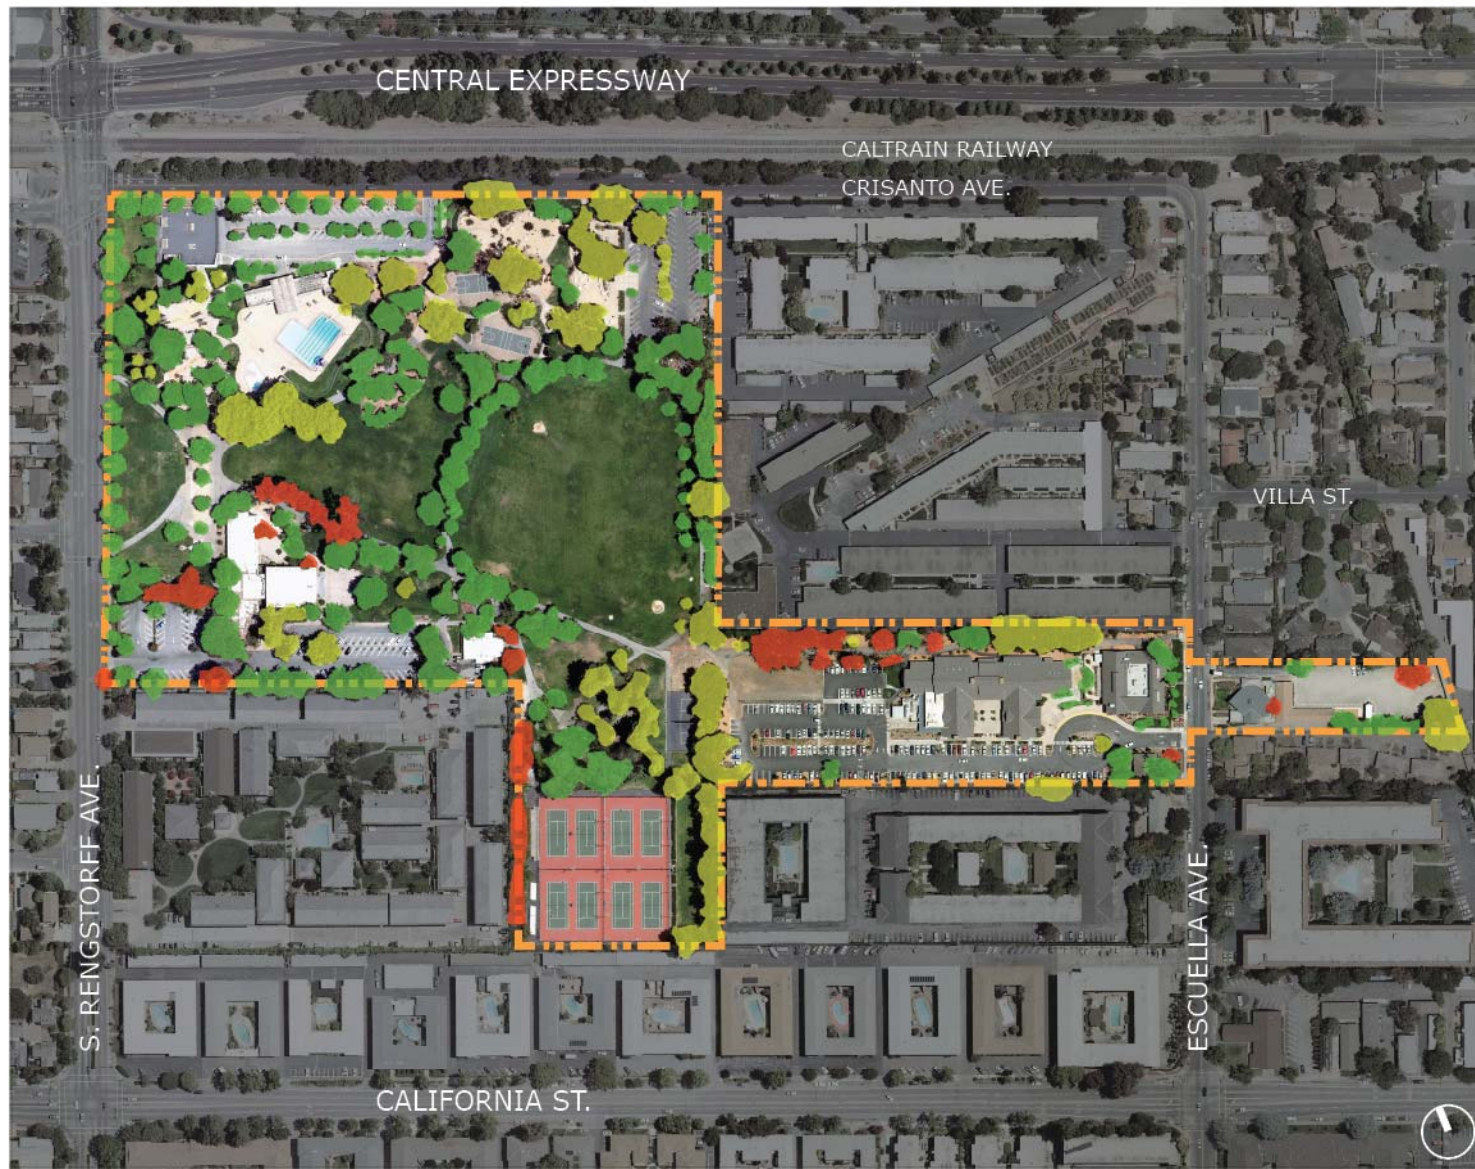 CENTRAL EXPRESSWAY
CALTRAIN RAILWAY
CRISANTO AVE.
VILLA ST.
S. RENGSTORFF AVE.
ESCUELLA AVE.
CALIFORNIA ST.